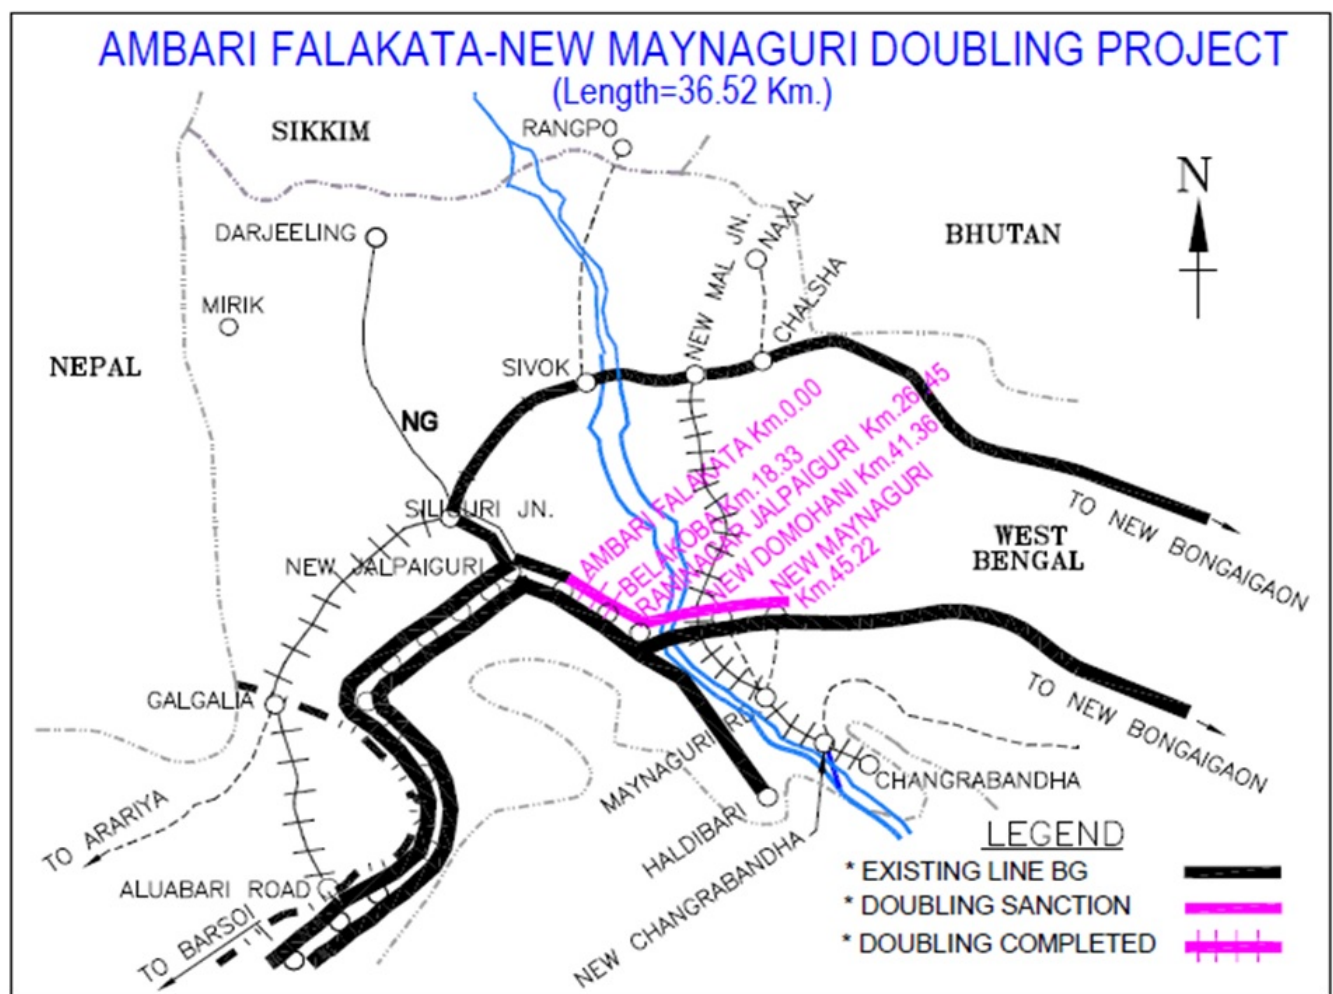 AMBARI FALAKATA-NEW MAYNAGURI DOUBLING PROJECT
(Length=36.52 Km.)
SIKKIM
RANGPO
N
DARJEELING
NEW MAL JN.
NAXAL
BHUTAN
MIRIK
CHALSHA
NEPAL
SIVOK
NG
AMBARI FALAKATA Km.0.00
BELAKOBA Km.18.33
RANINAGAR JALPAIGURI
NEW DOMOHANI Km.41.36
NEW MAYNAGURI
Km.45.22
SILIGURI JN.
NEW JALPAIGURI
TO NEW BONGAIGAON
WEST
BENGAL
GALGALIA
TO NEW BONGAIGAON
MAYNAGURI RD
CHANGRABANDHA
TO ARARIYA
HALDIBARI
NEW CHANGRABANDHA
ALUABARI ROAD
TO BARSOI
LEGEND
* EXISTING LINE BG
* DOUBLING SANCTION
* DOUBLING COMPLETED